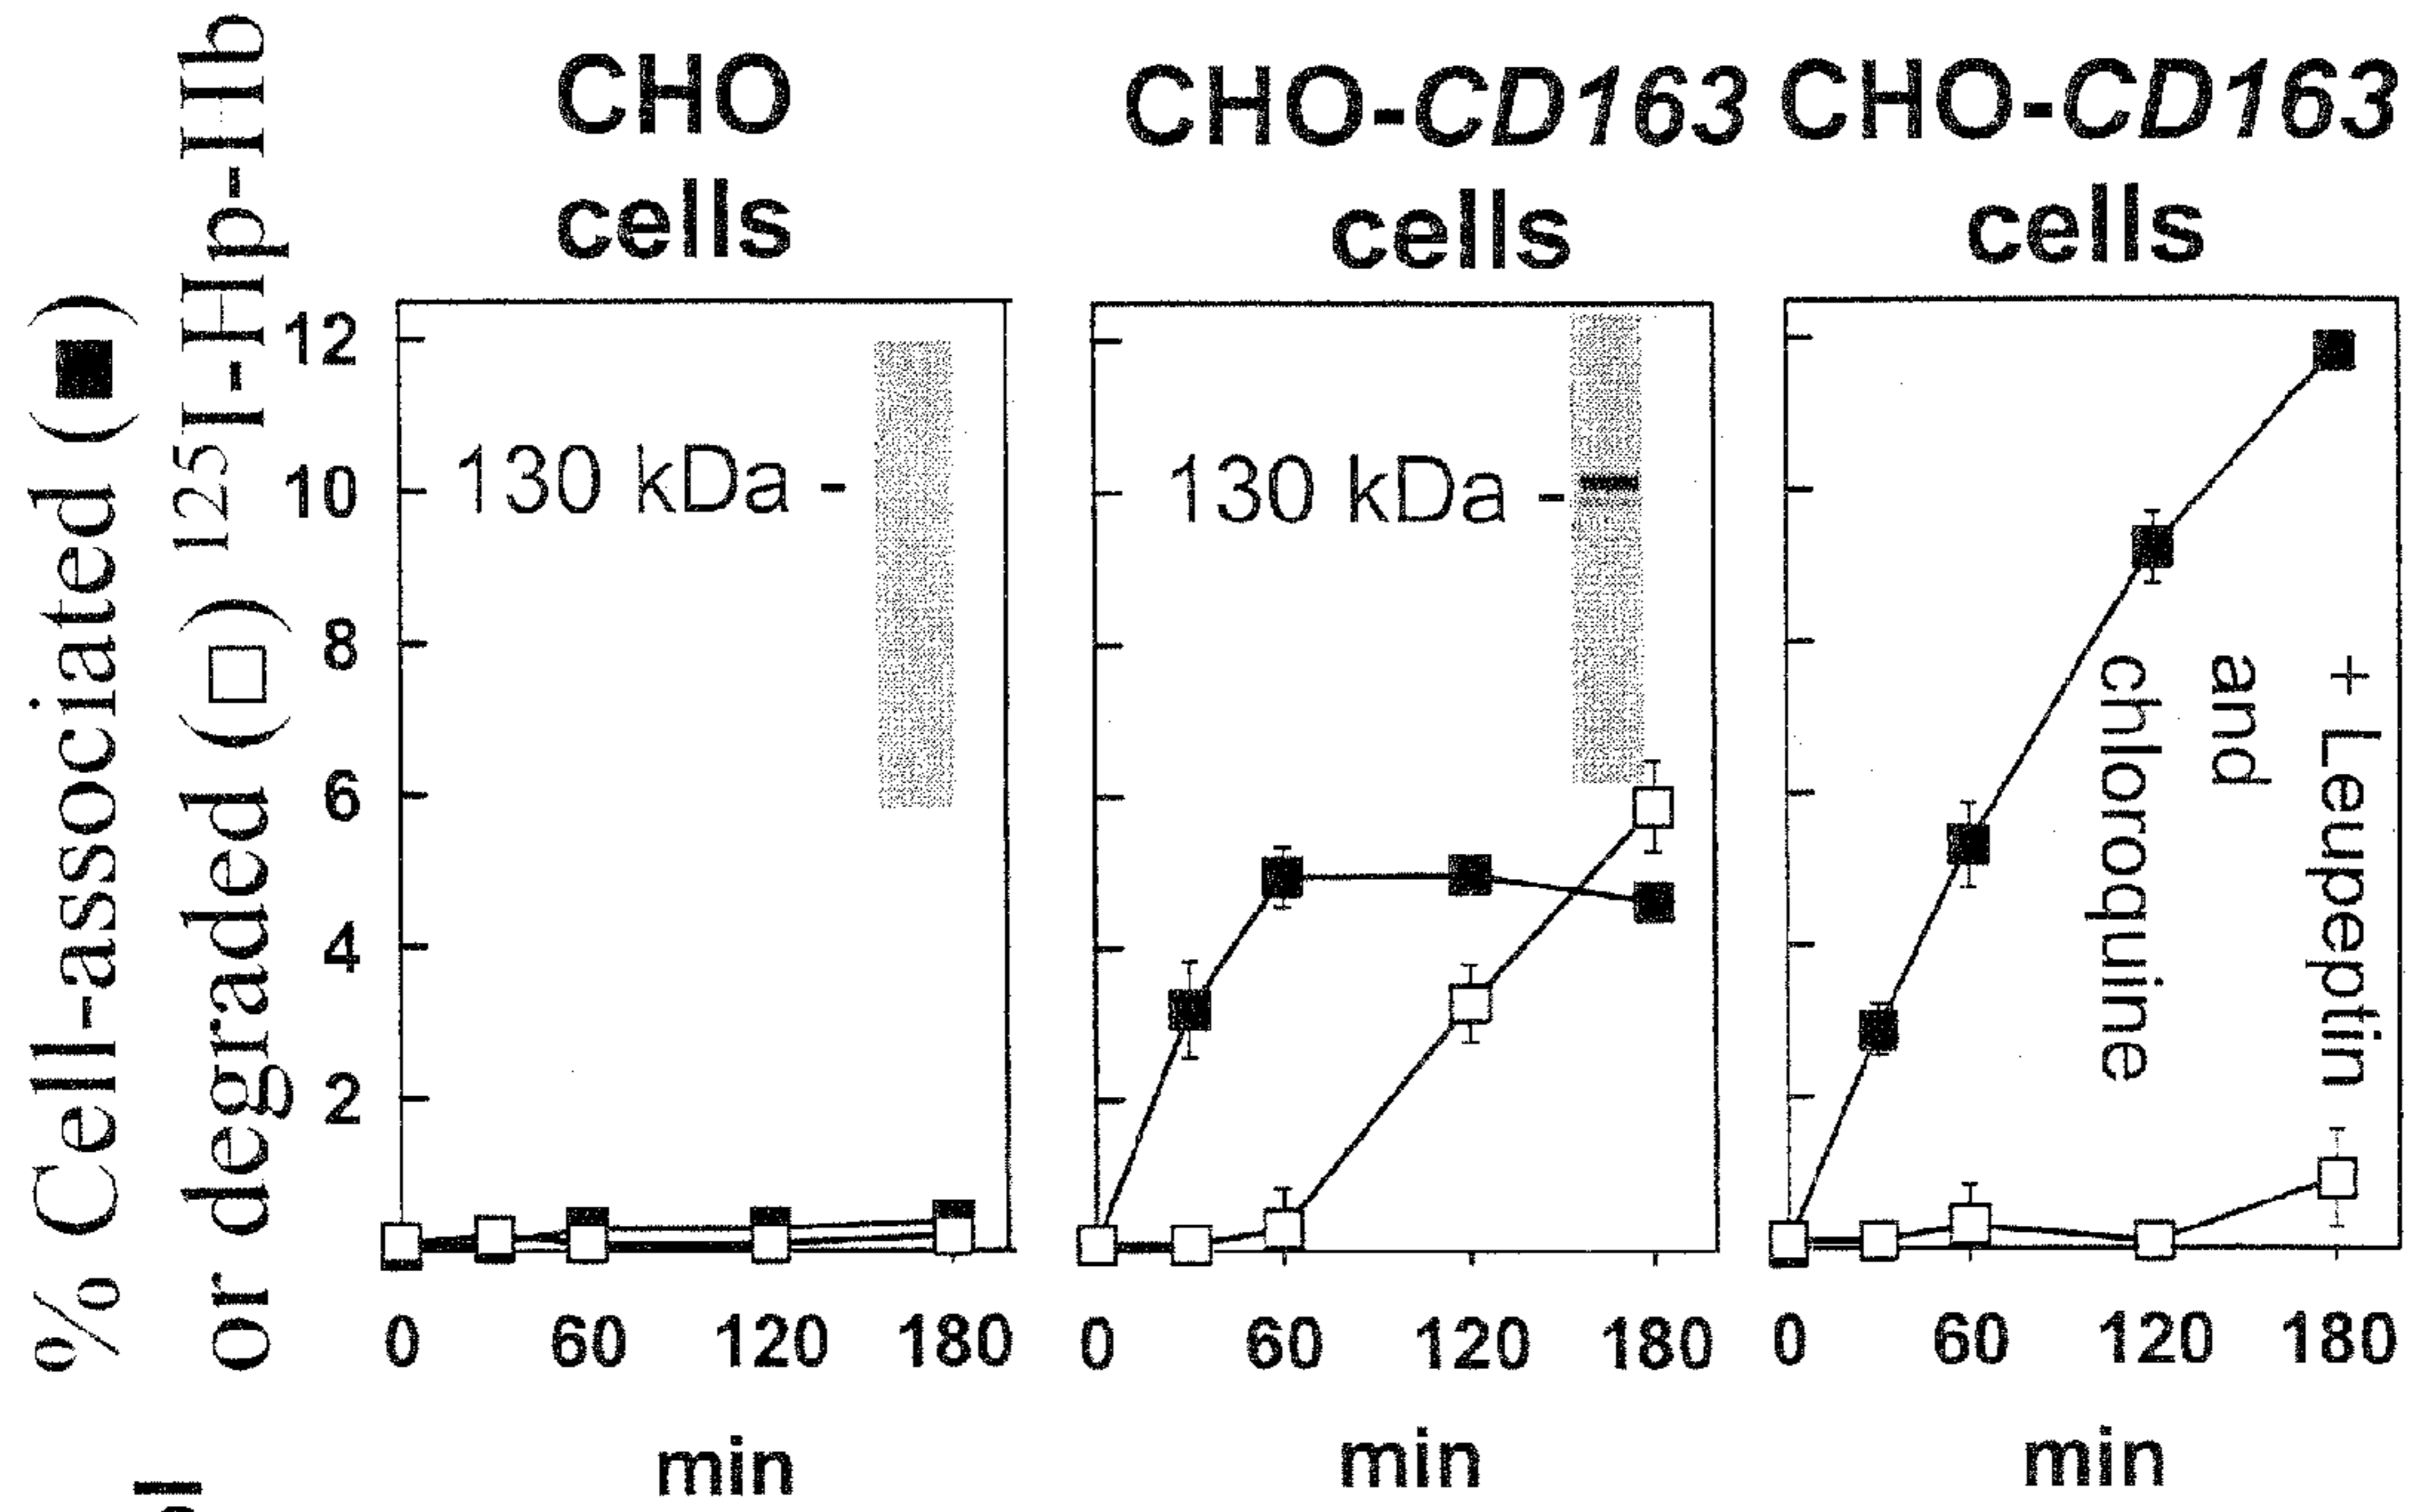 % Cell-associated (■)
or degraded (□) ¹²⁵I-Hp-IIb
CHO
cells
12
10
8
6
4
2
130 kDa -
0 60 120 180
min
CHO-CD163
cells
130 kDa -
0 60 120 180
min
CHO-CD163
cells
+ Leupeptin
and
chloroquine
0 60 120 180
min